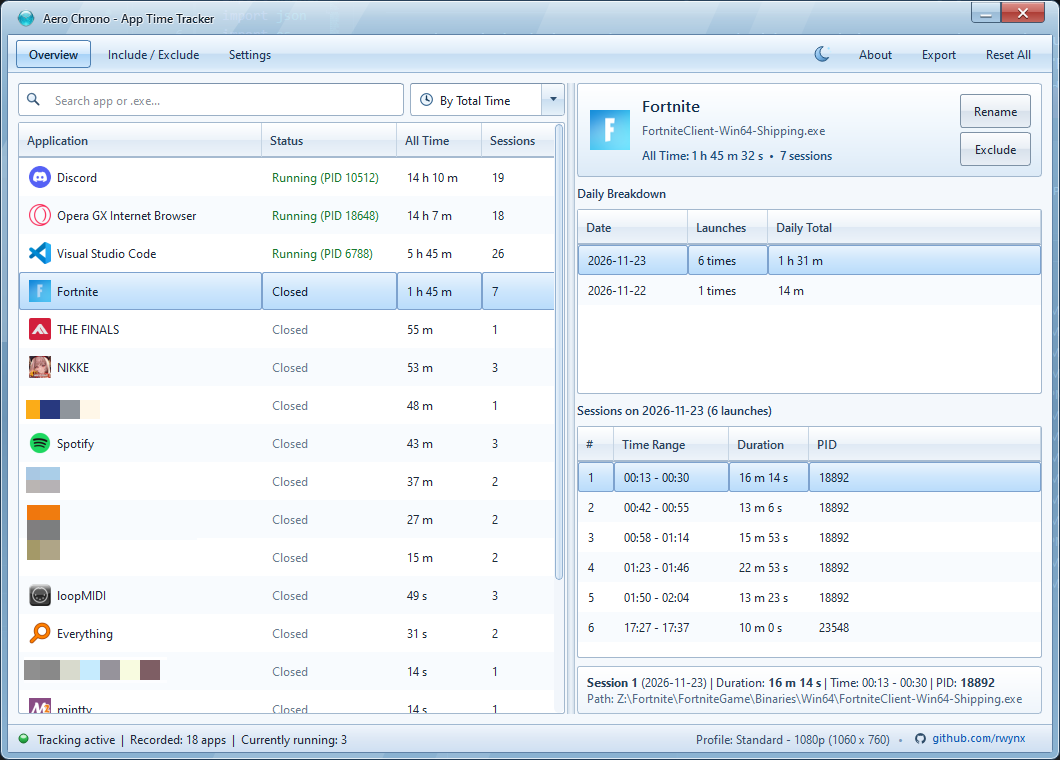 Aero Chrono - App Time Tracker
Overview Include / Exclude Settings About Export Reset All
Search app or .exe... By Total Time
Application Status All Time Sessions
Discord Running (PID 10512) 14 h 10 m 19
Opera GX Internet Browser Running (PID 18648) 14 h 7 m 18
Visual Studio Code Running (PID 6788) 5 h 45 m 26
Fortnite Closed 1 h 45 m 7
THE FINALS Closed 55 m 1
NIKKE Closed 53 m 3
Closed 48 m 1
Spotify Closed 43 m 3
Closed 37 m 2
Closed 27 m 2
Closed 15 m 2
loopMIDI Closed 49 s 3
Everything Closed 31 s 2
Closed 14 s 1
mintty Closed 14 s 1
Fortnite
FortniteClient-Win64-Shipping.exe
All Time: 1 h 45 m 32 s • 7 sessions
Rename
Exclude
Daily Breakdown
Date Launches Daily Total
2026-11-23 6 times 1 h 31 m
2026-11-22 1 times 14 m
Sessions on 2026-11-23 (6 launches)
# Time Range Duration PID
1 00:13 - 00:30 16 m 14 s 18892
2 00:42 - 00:55 13 m 6 s 18892
3 00:58 - 01:14 15 m 53 s 18892
4 01:23 - 01:46 22 m 53 s 18892
5 01:50 - 02:04 13 m 23 s 18892
6 17:27 - 17:37 10 m 0 s 23548
Session 1 (2026-11-23) | Duration: 16 m 14 s | Time: 00:13 - 00:30 | PID: 18892
Path: Z:\Fortnite\FortniteGame\Binaries\Win64\FortniteClient-Win64-Shipping.exe
Tracking active | Recorded: 18 apps | Currently running: 3 Profile: Standard - 1080p (1060 x 760) • github.com/rwynx